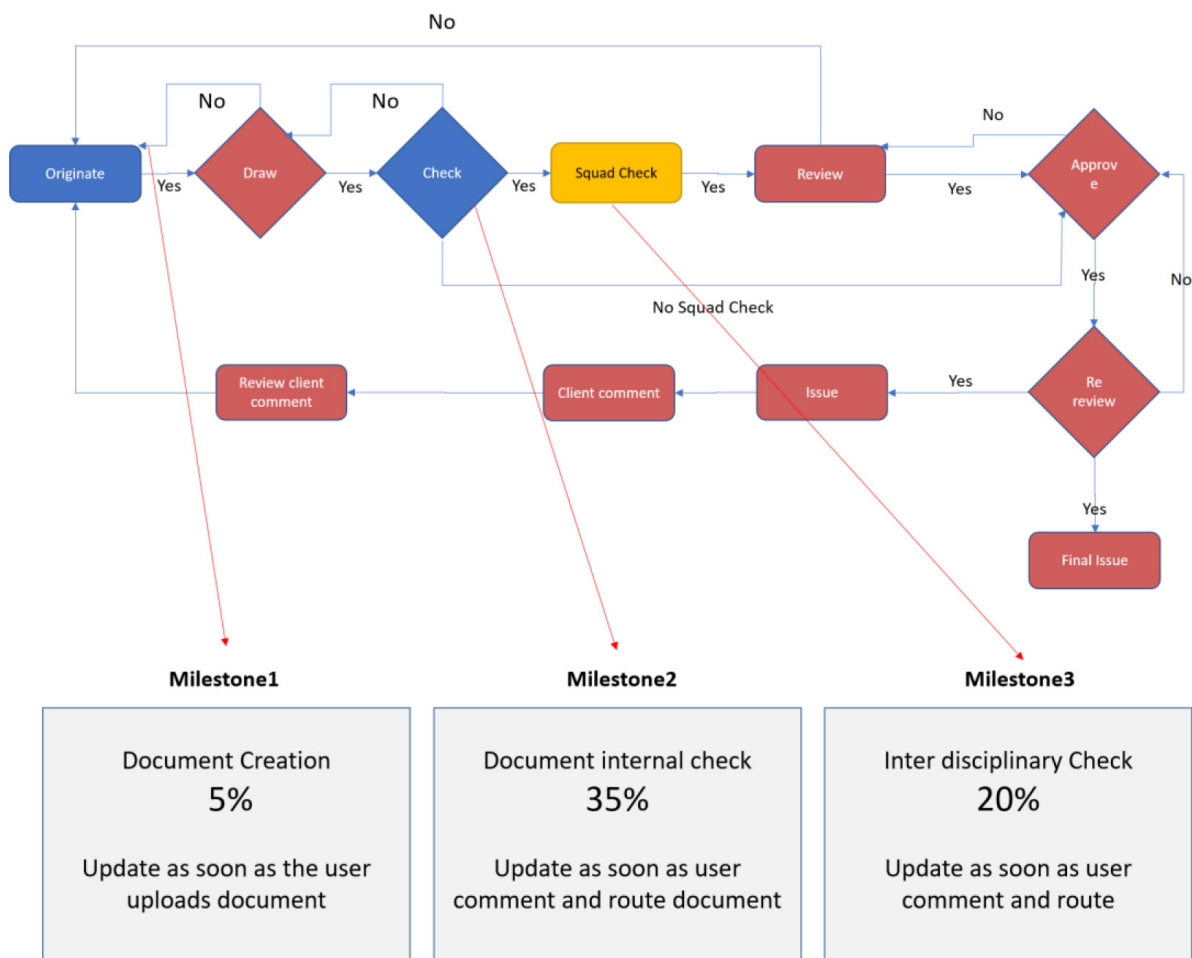 No
No
No
No
Originate
Yes
Draw
Yes
Check
Yes
Squad Check
Yes
Review
Yes
Approv
e
Yes
No
No Squad Check
Review client
comment
Client comment
Issue
Yes
Re
review
Yes
Final Issue
Milestone1
Milestone2
Milestone3
Document Creation
5%
Update as soon as the user
uploads document
Document internal check
35%
Update as soon as user
comment and route document
Inter disciplinary Check
20%
Update as soon as user
comment and route